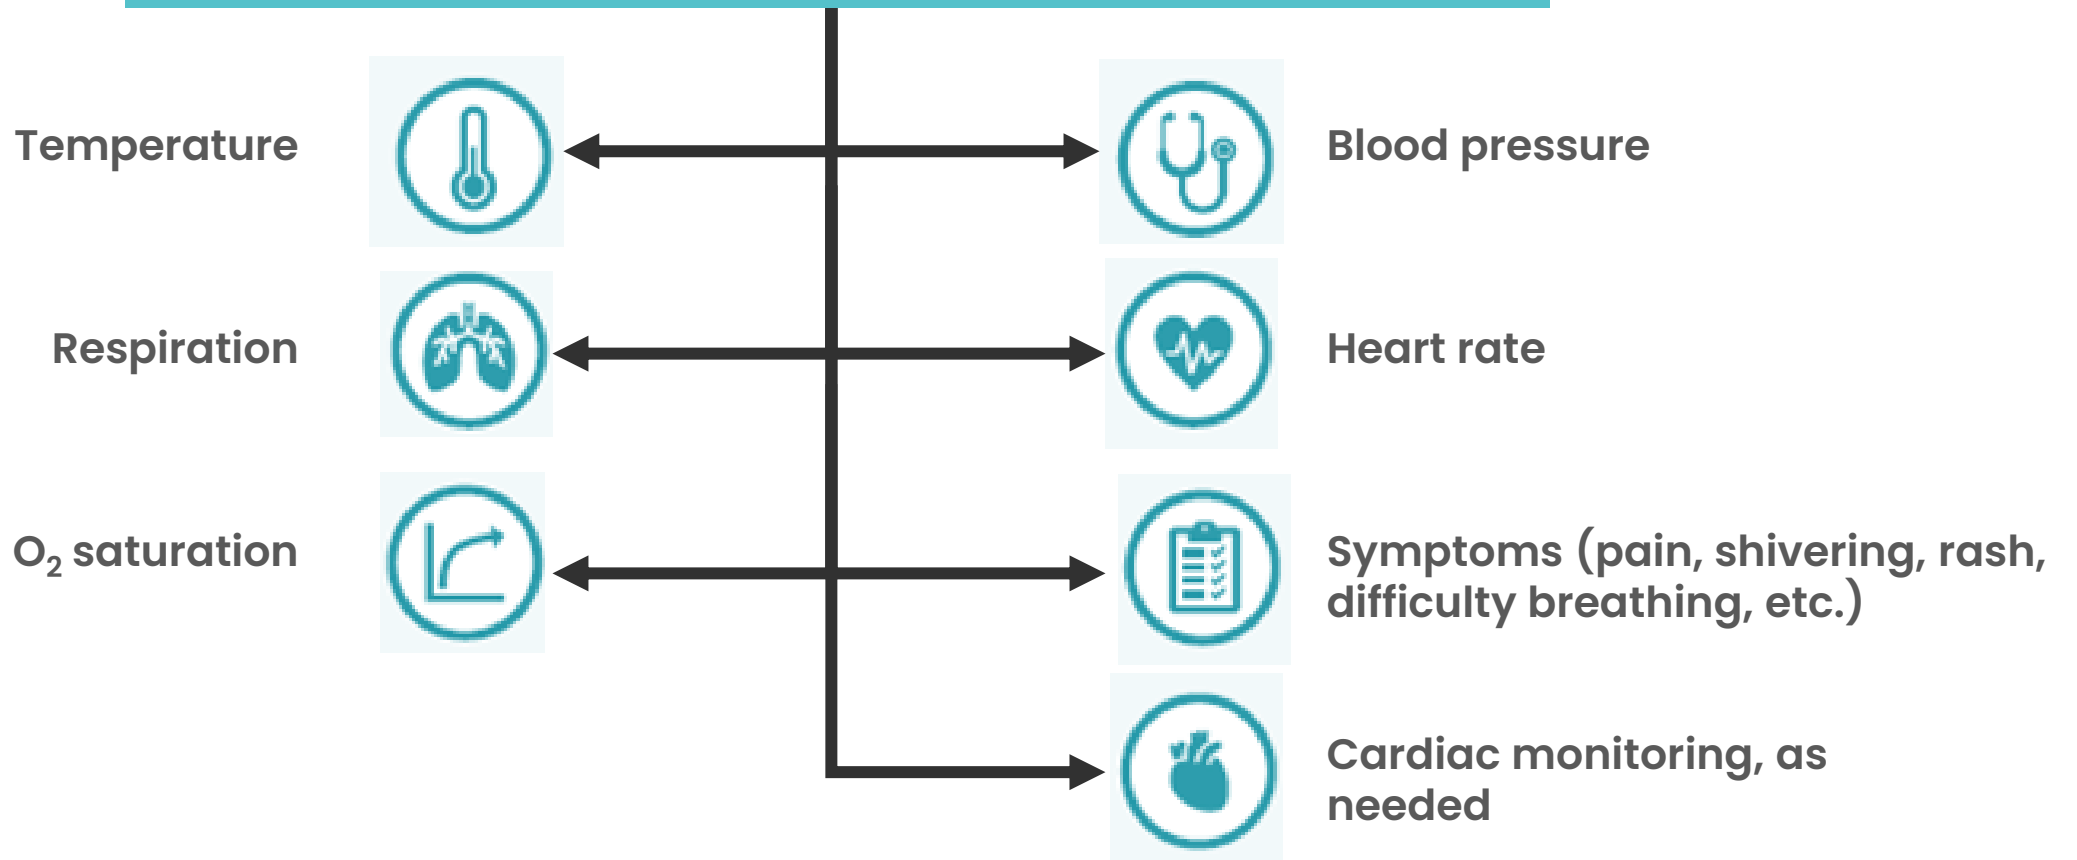 Temperature
Blood pressure
Respiration
Heart rate
O₂ saturation
Symptoms (pain, shivering, rash,
difficulty breathing, etc.)
Cardiac monitoring, as
needed